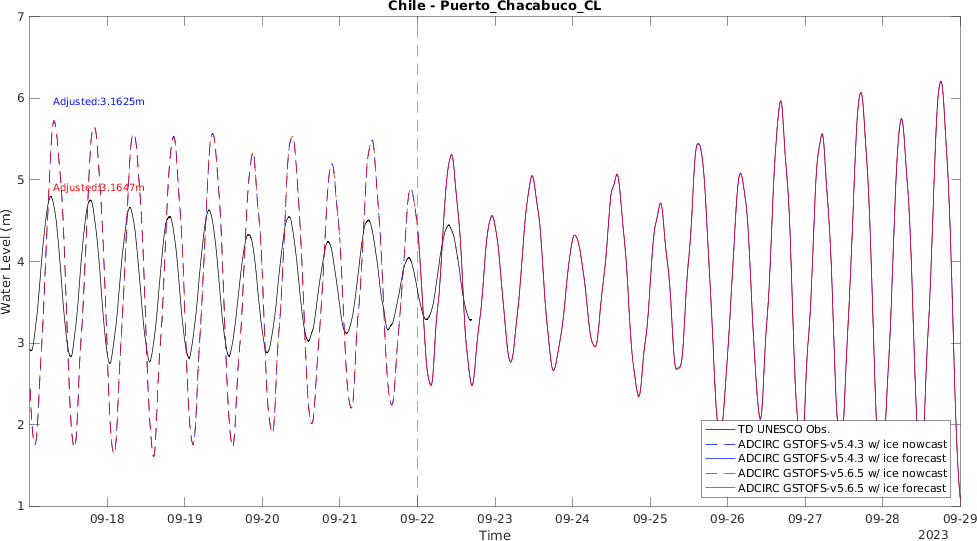 Chile - Puerto_Chacabuco_CL
Water Level (m)
7
6
5
4
3
2
1
Adjusted:3.1625m
Adjusted:3.1647m
TD UNESCO Obs.
ADCIRC GSTOFS-v5.4.3 w/ ice nowcast
ADCIRC GSTOFS-v5.4.3 w/ ice forecast
ADCIRC GSTOFS-v5.6.5 w/ ice nowcast
ADCIRC GSTOFS-v5.6.5 w/ ice forecast
09-18 09-19 09-20 09-21 09-22 09-23 09-24 09-25 09-26 09-27 09-28 09-29
Time
2023